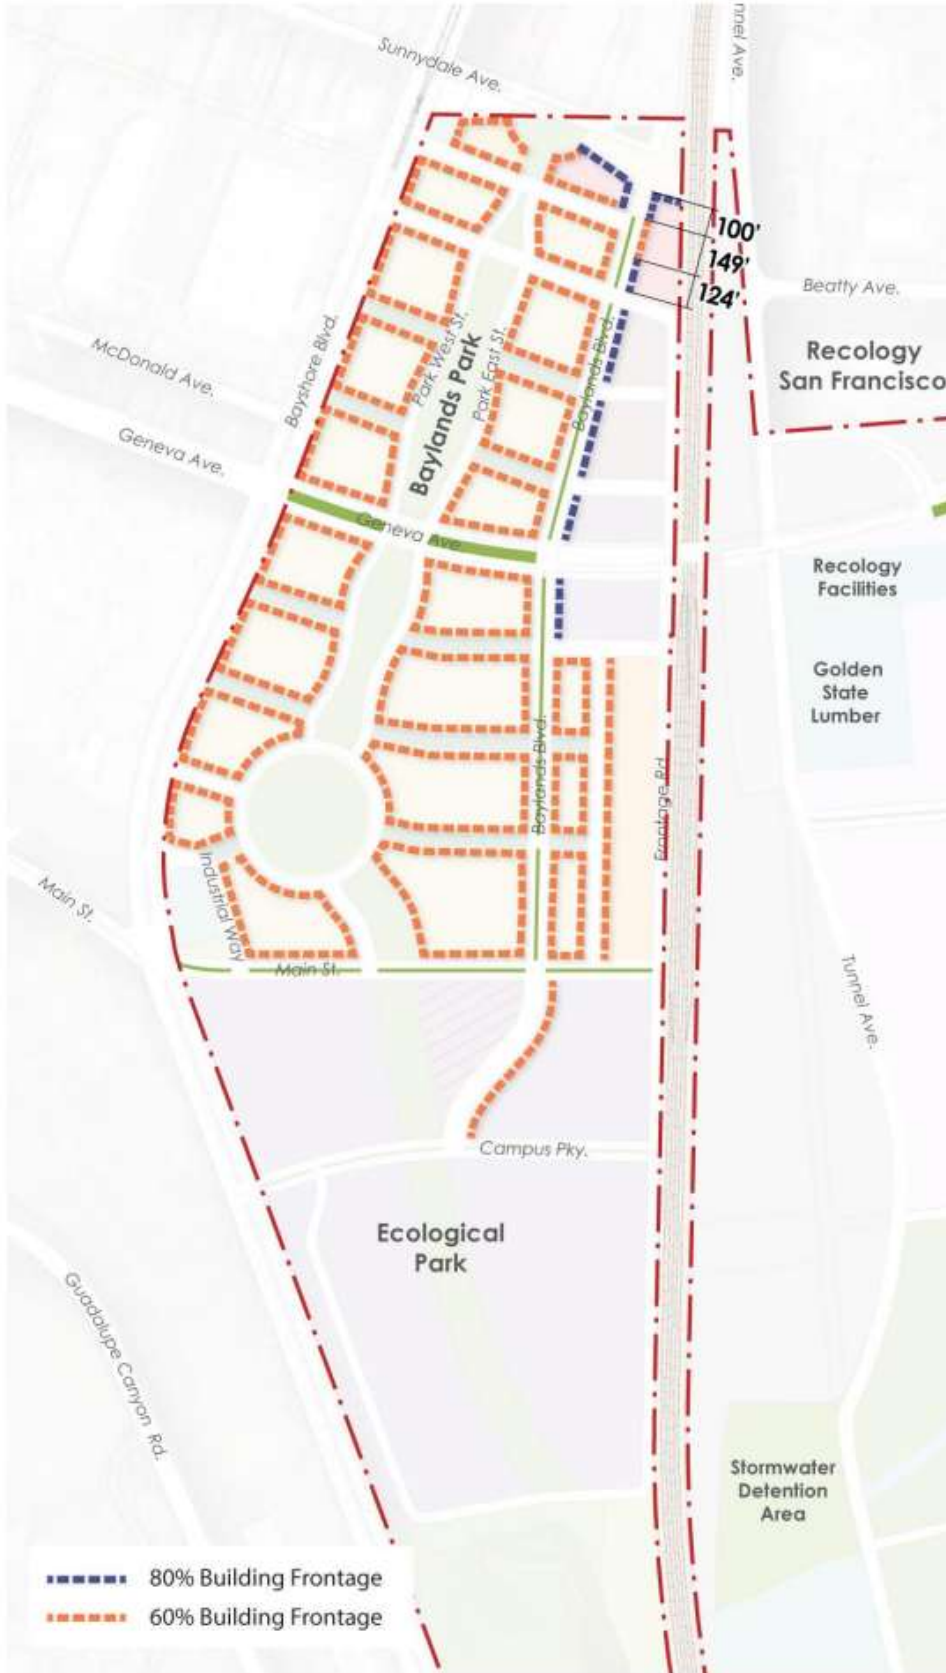 Sunnydale Ave.
nnel Ave.
100'
149'
124'
Beatty Ave.
Recology
San Francisco
McDonald Ave.
Bayshore Blvd.
Park West St.
Baylands Park
Park East St.
Baylands Blvd.
Geneva Ave.
Geneva Ave.
Recology
Facilities
Golden
State
Lumber
Baylands Blvd.
Frontage Rd.
Industrial Way
Main St.
Main St.
Tunnel Ave.
Campus Pky.
Ecological
Park
Guadalupe Canyon Rd.
Stormwater
Detention
Area
80% Building Frontage
60% Building Frontage